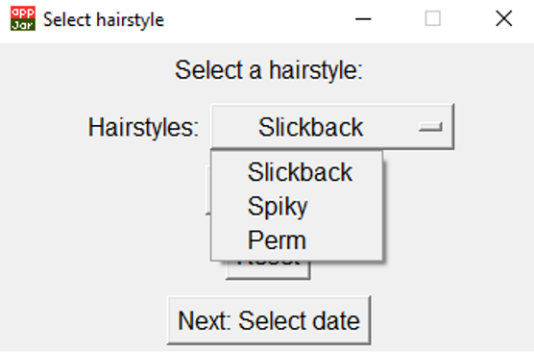 app
Jar
Select hairstyle
Select a hairstyle:
Hairstyles: Slickback
Slickback
Spiky
Perm
Next: Select date